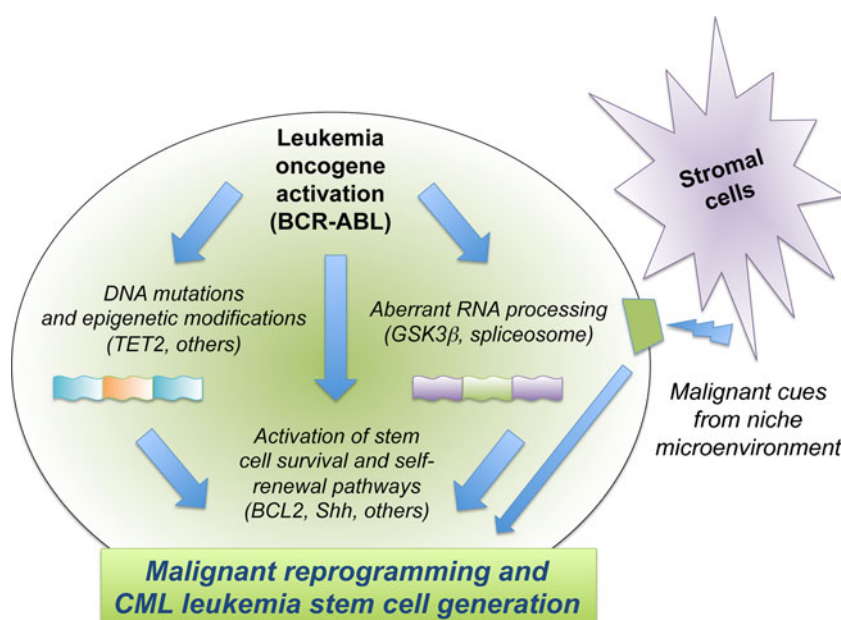 Leukemia
oncogene
activation
(BCR-ABL)
Stromal
cells
DNA mutations
and epigenetic modifications
(TET2, others)
Aberrant RNA processing
(GSK3β, spliceosome)
Malignant cues
from niche
microenvironment
Activation of stem
cell survival and self-
renewal pathways
(BCL2, Shh, others)
Malignant reprogramming and
CML leukemia stem cell generation